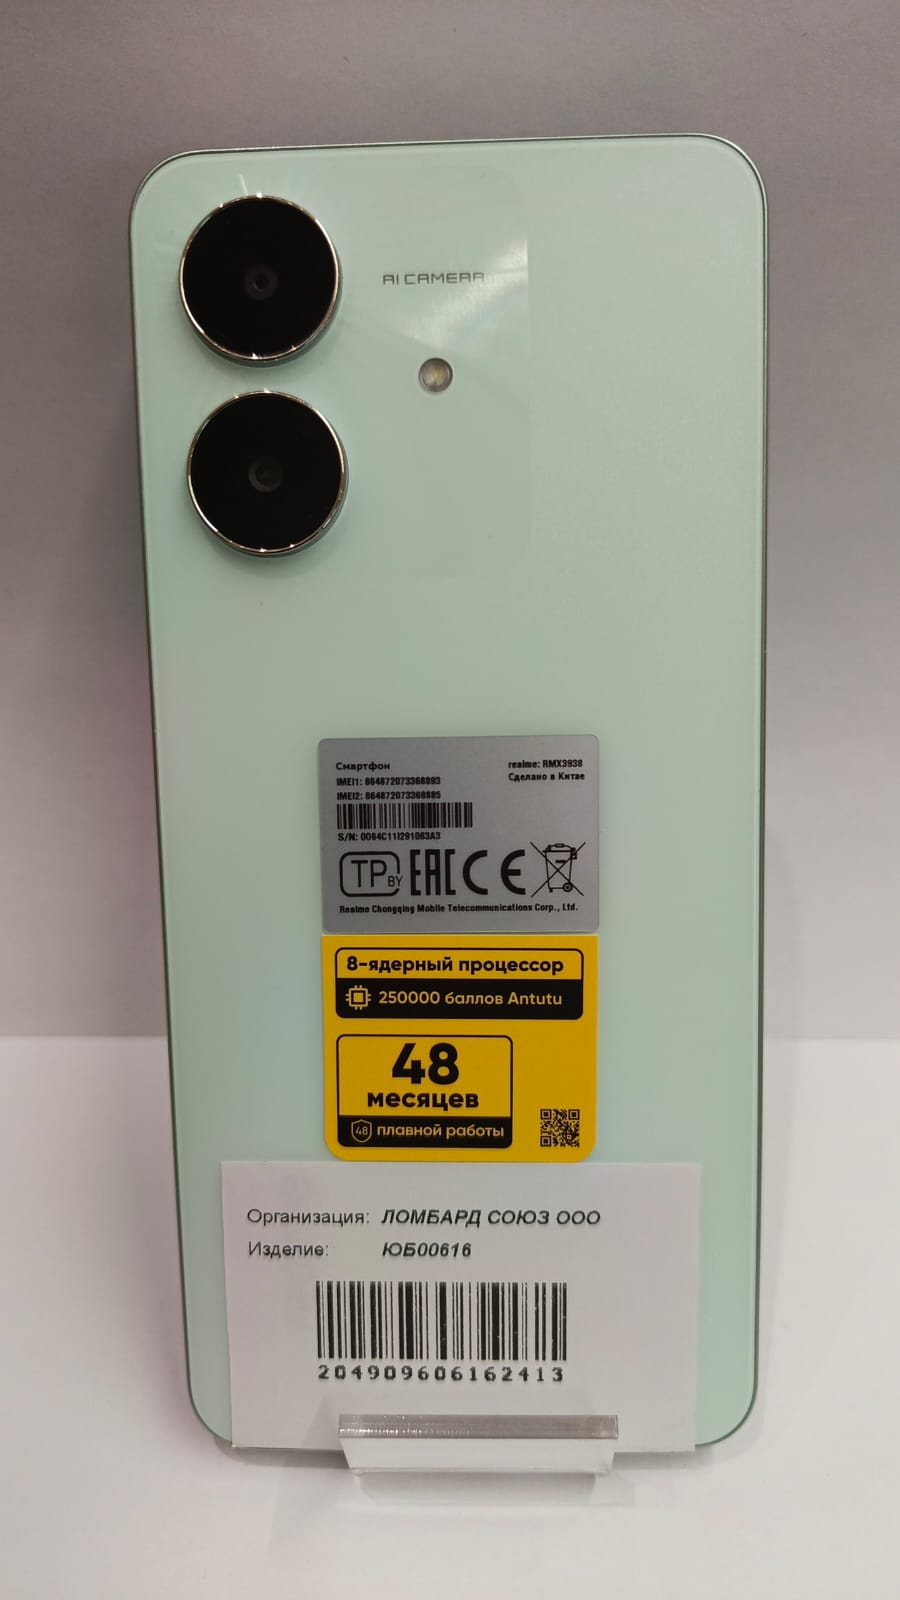 AI CAMERA
Смартфон
realme: RMX3938
IMEI1: 864872073368893
Сделано в Китае
IMEI2: 864872073368885
S/N: 0064C11I291063A3
TP BY EAC CE
Realme Chongqing Mobile Telecommunications Corp., Ltd.
8-ядерный процессор
250000 баллов Antutu
48
месяцев
48 плавной работы
Организация: ЛОМБАРД СОЮЗ ООО
Изделие: ЮБ00616
204909606162413